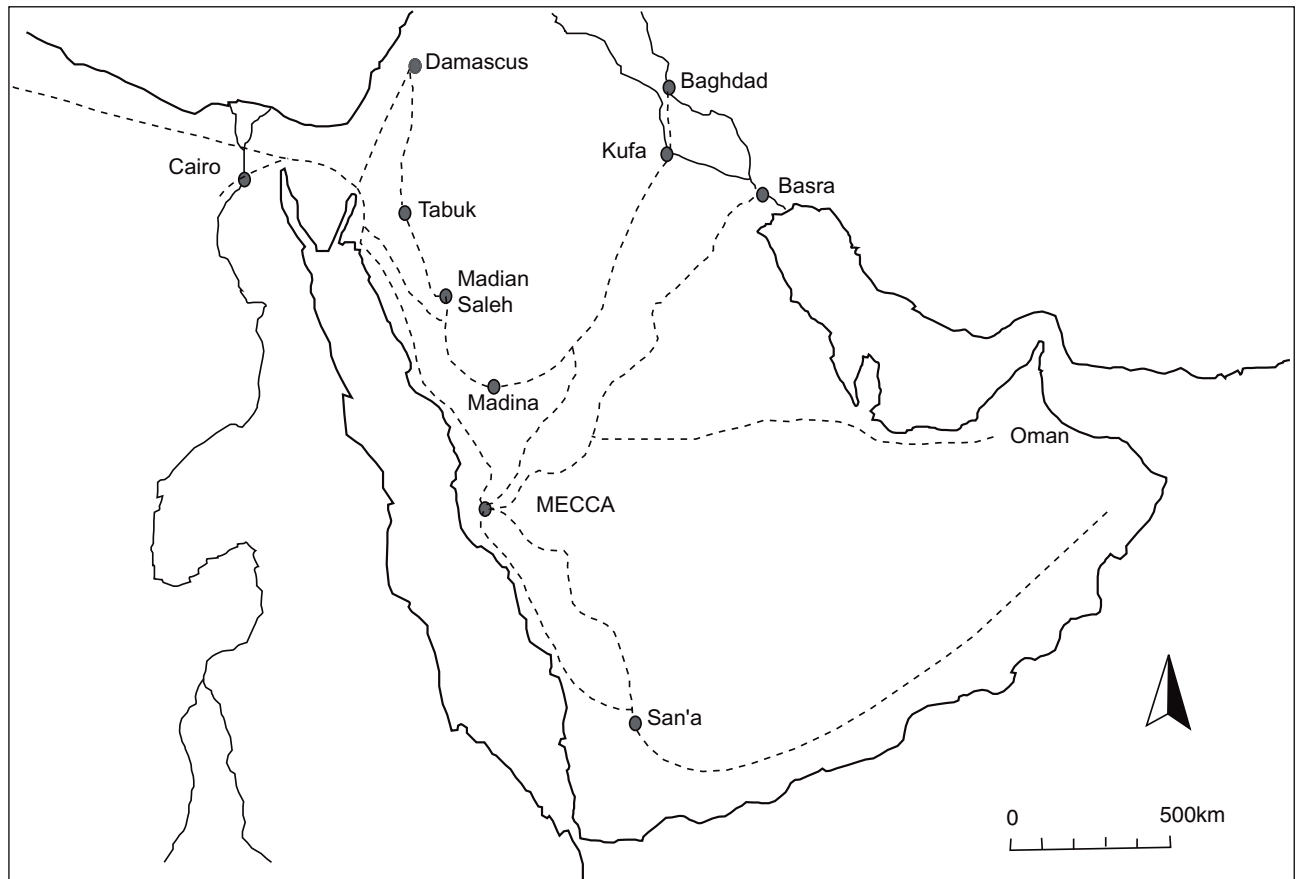 Damascus
Baghdad
Kufa
Cairo
Basra
Tabuk
Madian
Saleh
Madina
Oman
MECCA
San'a
0 500km